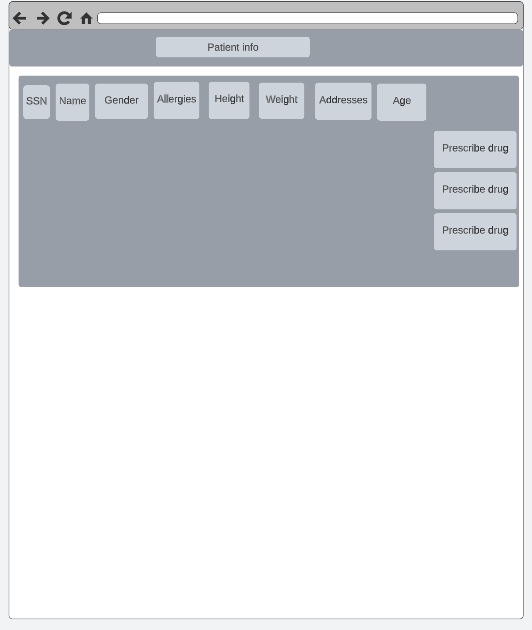 Patient info
SSN Name Gender Allergies Height Weight Addresses Age
Prescribe drug
Prescribe drug
Prescribe drug